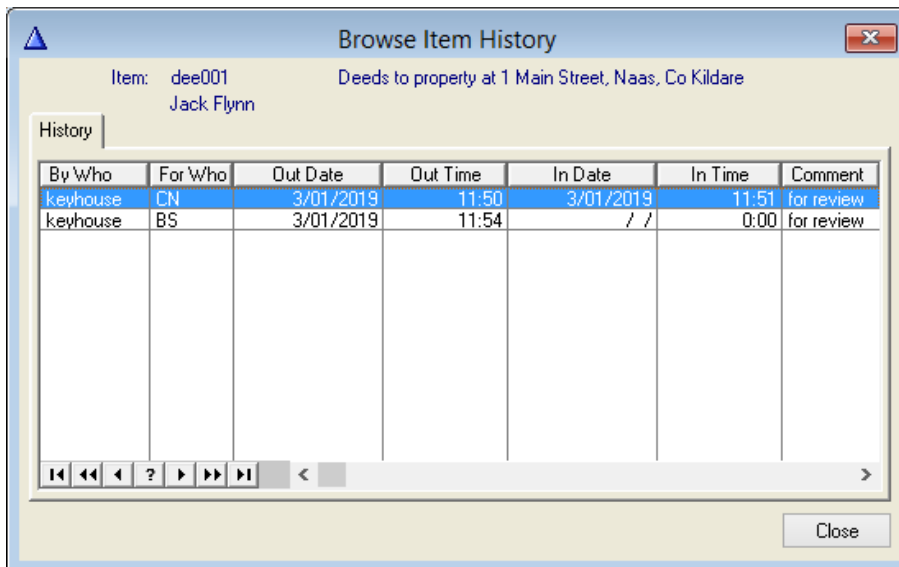 Browse Item History
Item: dee001 Deeds to property at 1 Main Street, Naas, Co Kildare
Jack Flynn
History
By Who For Who Out Date Out Time In Date In Time Comment
keyhouse CN 3/01/2019 11:50 3/01/2019 11:51 for review
keyhouse BS 3/01/2019 11:54 / / 0:00 for review
?
Close